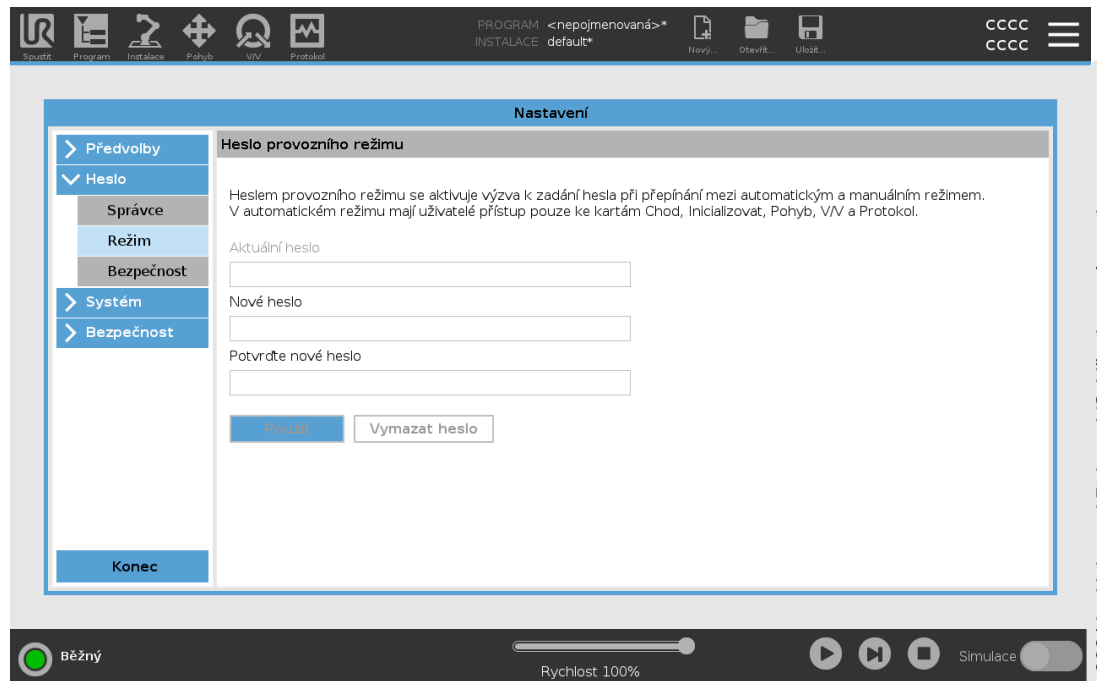 UR
Spustit
Program
Instalace
Pohyb
V/V
Protokol
PROGRAM <nepojmenovaná>*
INSTALACE default*
Nový...
Otevřít...
Uložit...
cccc
cccc
Nastavení
Předvolby
Heslo
Správce
Režim
Bezpečnost
Systém
Bezpečnost
Konec
Heslo provozního režimu
Heslem provozního režimu se aktivuje výzva k zadání hesla při přepínání mezi automatickým a manuálním režimem.
V automatickém režimu mají uživatelé přístup pouze ke kartám Chod, Inicializovat, Pohyb, V/V a Protokol.
Aktuální heslo
Nové heslo
Potvrďte nové heslo
Použít
Vymazat heslo
Běžný
Rychlost 100%
Simulace